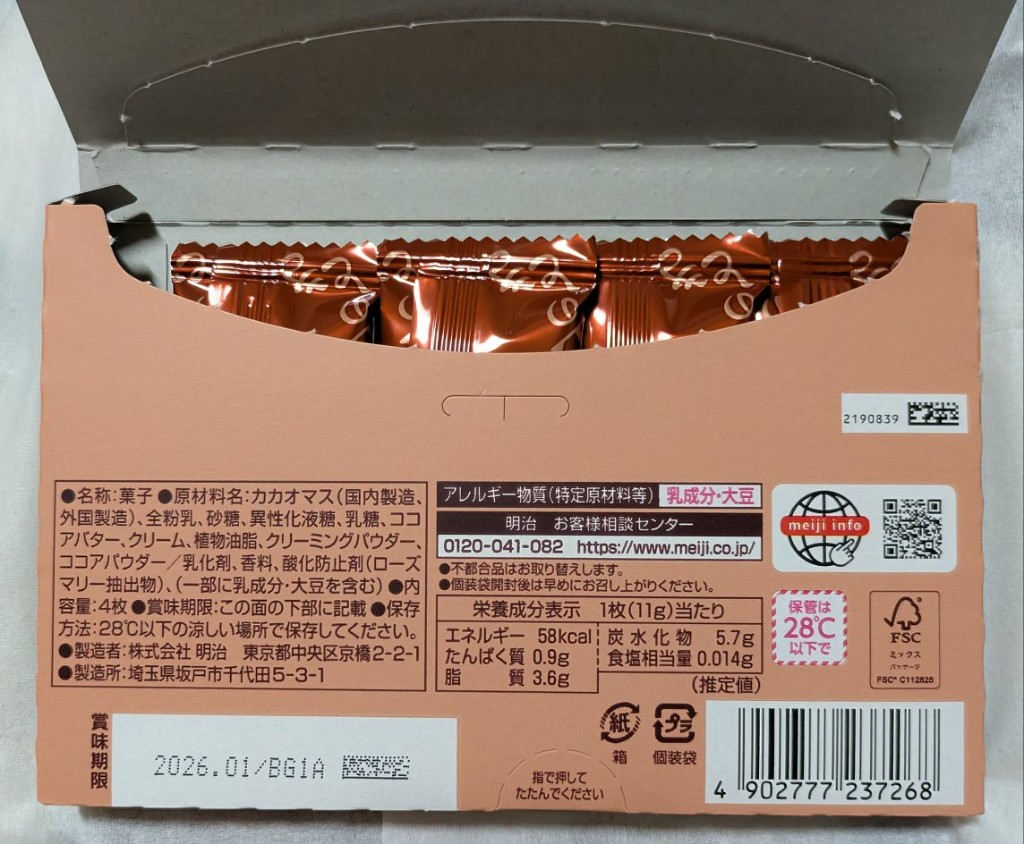 2190839
●名称:菓子 ●原材料名:カカオマス(国内製造、
外国製造)、全粉乳、砂糖、異性化液糖、乳糖、ココ
アバター、クリーム、植物油脂、クリーミングパウダー、
ココアパウダー/乳化剤、香料、酸化防止剤(ローズ
マリー抽出物)、(一部に乳成分・大豆を含む) ●内
容量:4枚 ●賞味期限:この面の下部に記載 ●保存
方法:28℃以下の涼しい場所で保存してください。
●製造者:株式会社 明治 東京都中央区京橋2-2-1
●製造所:埼玉県坂戸市千代田5-3-1
アレルギー物質(特定原材料等) 乳成分・大豆
明治 お客様相談センター
0120-041-082 https://www.meiji.co.jp/
●不都合品はお取り替えします。
●個装袋開封後は早めにお召し上がりください。
栄養成分表示 1枚(11g)当たり
エネルギー 58kcal
たんぱく質 0.9g
脂質 3.6g
炭水化物 5.7g
食塩相当量 0.014g
(推定値)
meiji info
保管は
28℃
以下で
FSC
ミックス
パッケージ
FSC® C112828
賞味期限
2026.01/BG1A
指で押して
たたんでください
紙
箱
プラ
個装袋
4 902777 237268